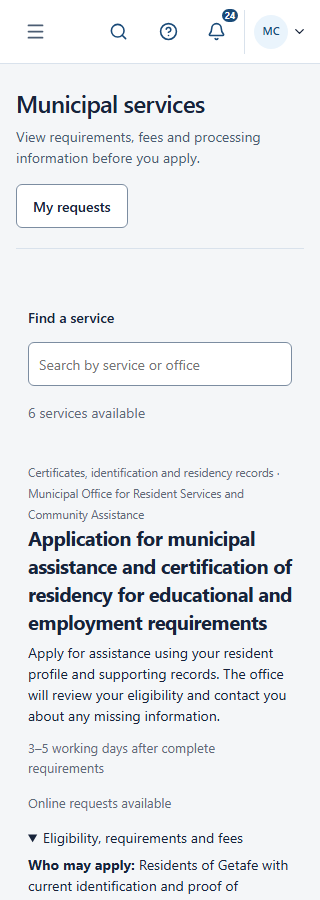 24
MC
Municipal services
View requirements, fees and processing
information before you apply.
My requests
Find a service
Search by service or office
6 services available
Certificates, identification and residency records ·
Municipal Office for Resident Services and
Community Assistance
Application for municipal
assistance and certification of
residency for educational and
employment requirements
Apply for assistance using your resident
profile and supporting records. The office
will review your eligibility and contact you
about any missing information.
3–5 working days after complete
requirements
Online requests available
▼ Eligibility, requirements and fees
Who may apply: Residents of Getafe with
current identification and proof of